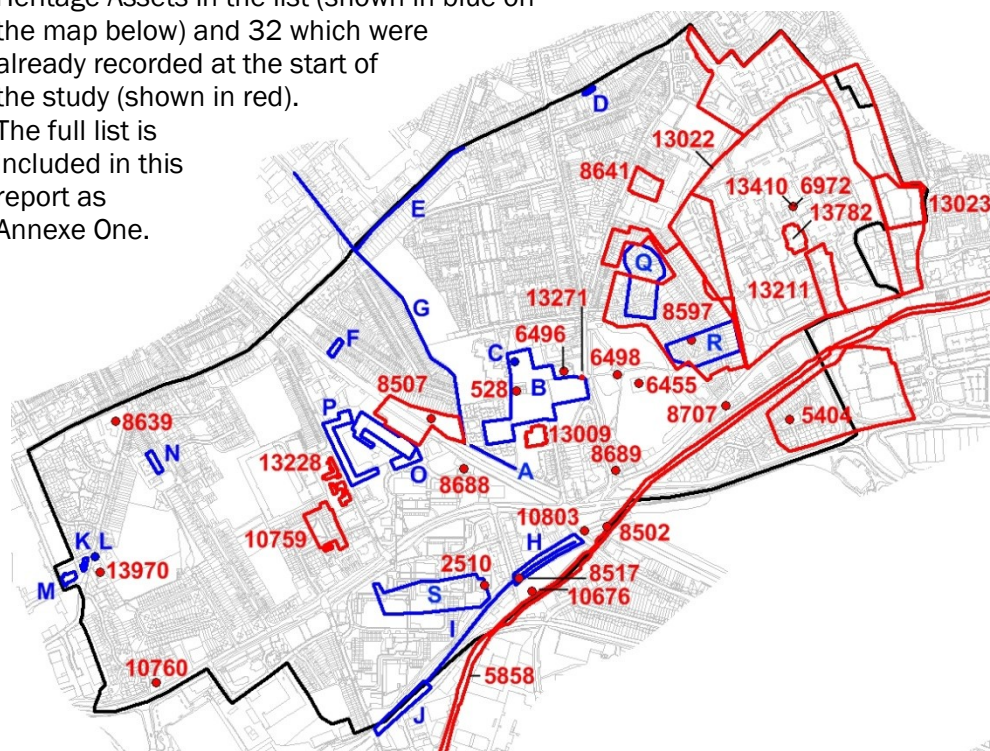 Heritage Assets in the list (shown in blue on
the map below) and 32 which were
already recorded at the start of
the study (shown in red).
The full list is
included in this
report as
Annexe One.
D
13022
8641
E
13410
6972
13782
13023
Q
13271
13211
G
6496
8597
F
C
6498
R
528
B
6455
8507
P
8707
5404
8639
13009
N
O
A
8689
13228
8688
10803
8502
10759
H
K
L
2510
8517
M
13970
S
10676
I
10760
5858
J